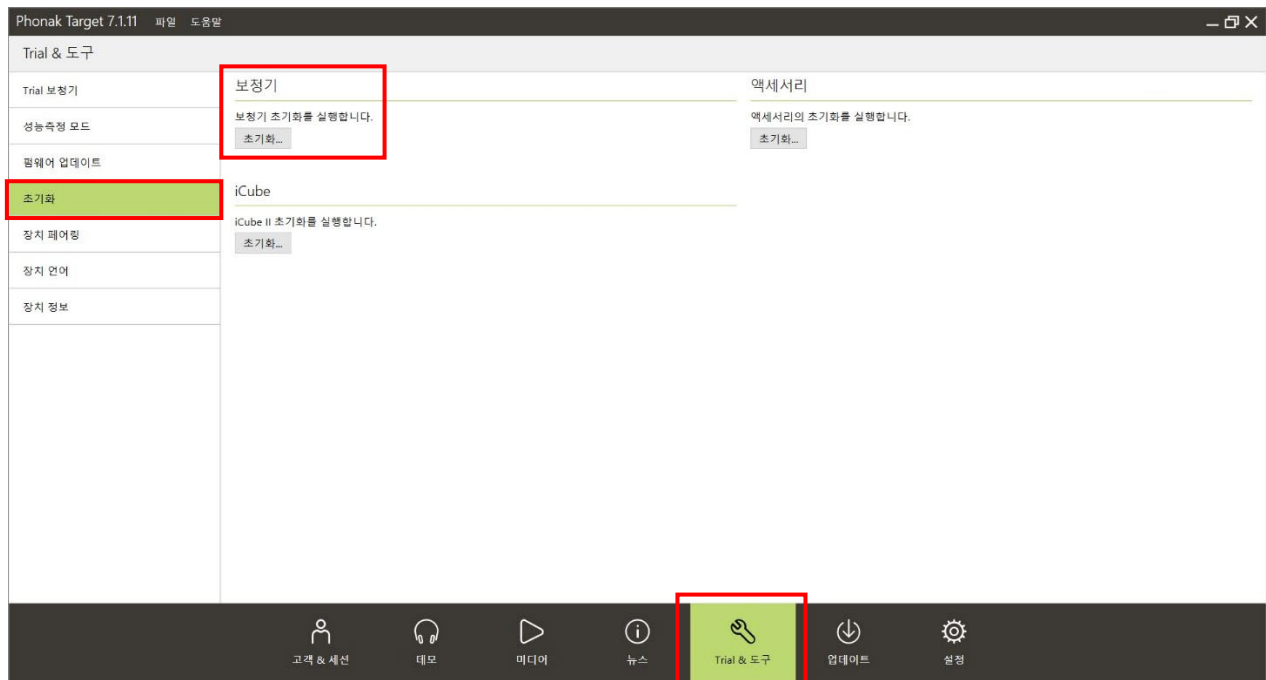 Phonak Target 7.1.11 파일 도움말
Trial & 도구
Trial 보청기
성능측정 모드
펌웨어 업데이트
초기화
장치 페어링
장치 언어
장치 정보
보청기
보청기 초기화를 실행합니다.
초기화...
액세서리
액세서리의 초기화를 실행합니다.
초기화...
iCube
iCube II 초기화를 실행합니다.
초기화...
고객 & 세션 데모 미디어 뉴스 Trial & 도구 업데이트 설정